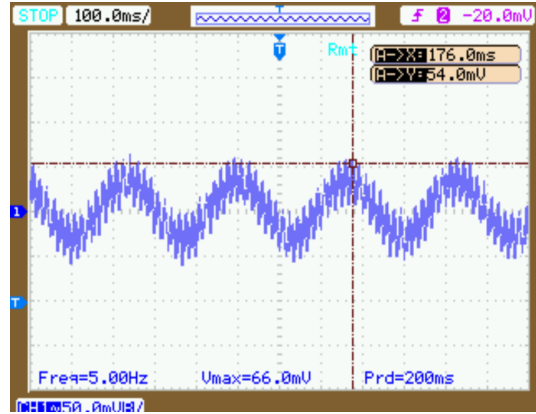 STOP 100.0ms/ T ƒ 2 -20.0mV
T Rmt A->X: 176.0ms
A->Y: 54.0mV
1
T
Freq=5.00Hz Vmax=66.0mV Prd=200ms
50.0mV